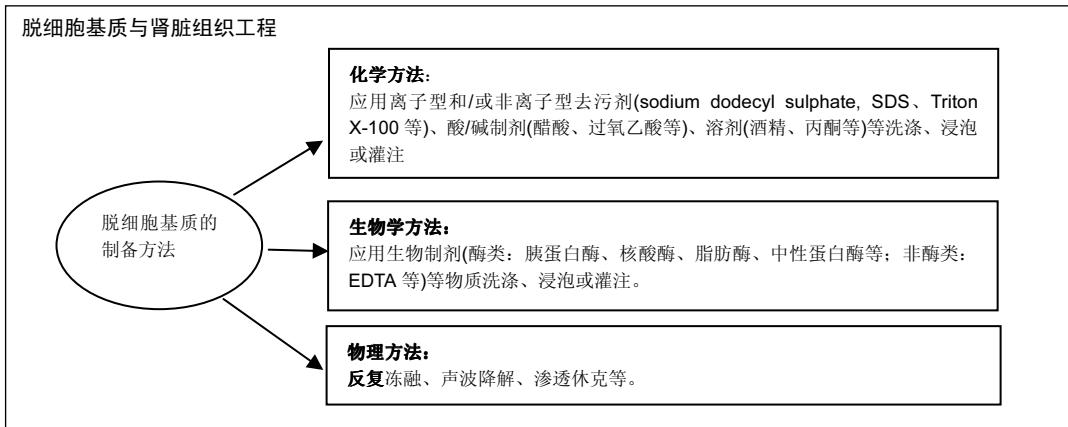 脱细胞基质与肾脏组织工程
化学方法:
应用离子型和/或非离子型去污剂(sodium dodecyl sulphate, SDS、Triton
X-100 等)、酸/碱制剂(醋酸、过氧乙酸等)、溶剂(酒精、丙酮等)等洗涤、浸泡
或灌注
脱细胞基质的
制备方法
生物学方法：
应用生物制剂(酶类：胰蛋白酶、核酸酶、脂肪酶、中性蛋白酶等；非酶类：
EDTA 等)等物质洗涤、浸泡或灌注。
物理方法：
反复冻融、声波降解、渗透休克等。